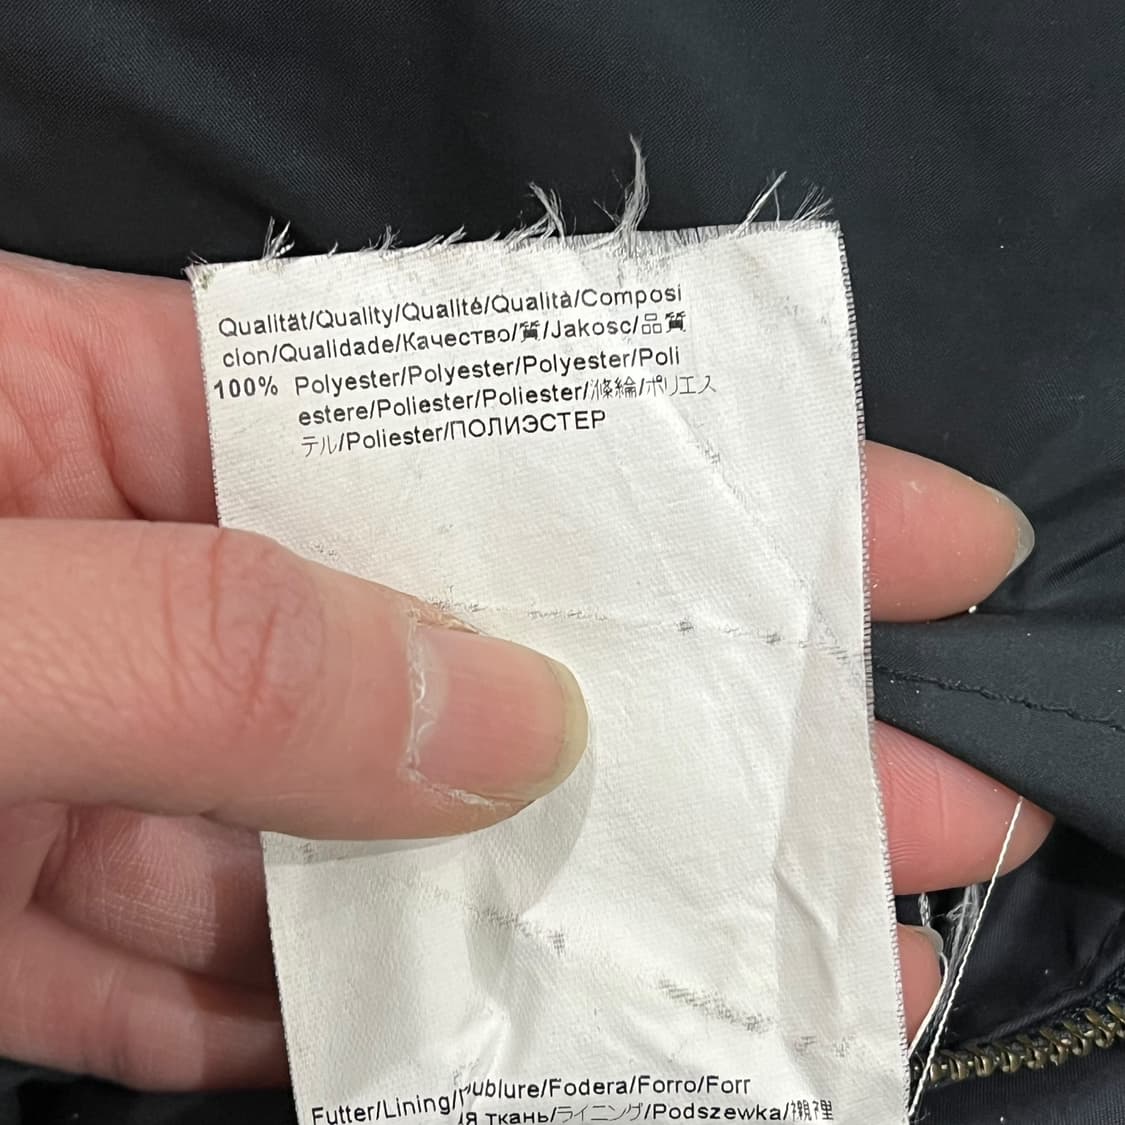 Qualität/Quality/Qualité/Qualità/Composi
cion/Qualidade/Качество/質/Jakosc/品質
100% Polyester/Polyester/Polyester/Poli
estere/Poliester/Poliester/滌綸/ポリエス
テル/Poliester/ПОЛИЭСТЕР
Futter/Lining/Publure/Fodera/Forro/Forr
ткань/ライニング/Podszewka/襯裡